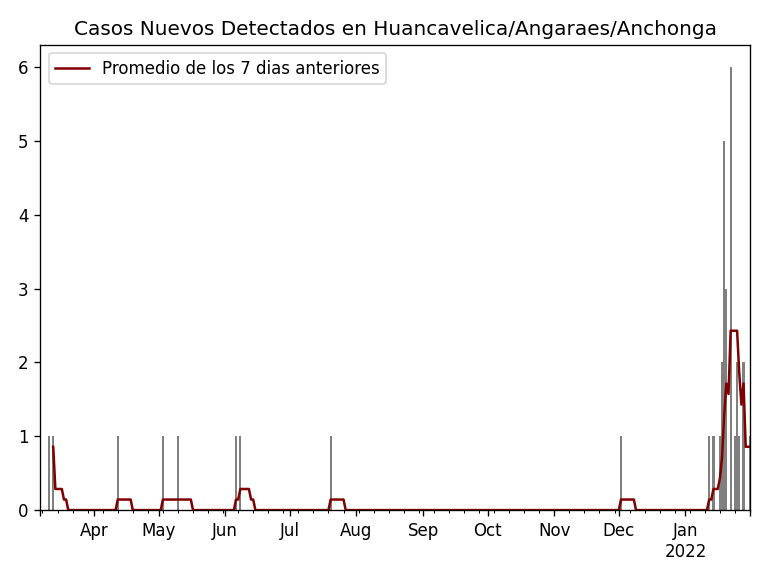 Casos Nuevos Detectados en Huancavelica/Angaraes/Anchonga
Promedio de los 7 dias anteriores
6
5
4
3
2
1
0
Apr May Jun Jul Aug Sep Oct Nov Dec Jan
2022